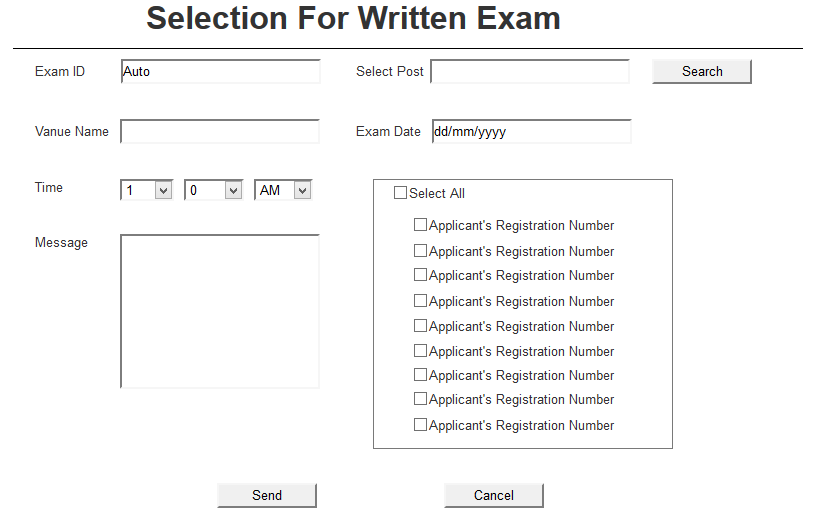 Selection For Written Exam
Exam ID Auto Select Post Search
Vanue Name Exam Date dd/mm/yyyy
Time 1 0 AM
Select All
Applicant's Registration Number
Message
Applicant's Registration Number
Applicant's Registration Number
Applicant's Registration Number
Applicant's Registration Number
Applicant's Registration Number
Applicant's Registration Number
Applicant's Registration Number
Applicant's Registration Number
Send Cancel